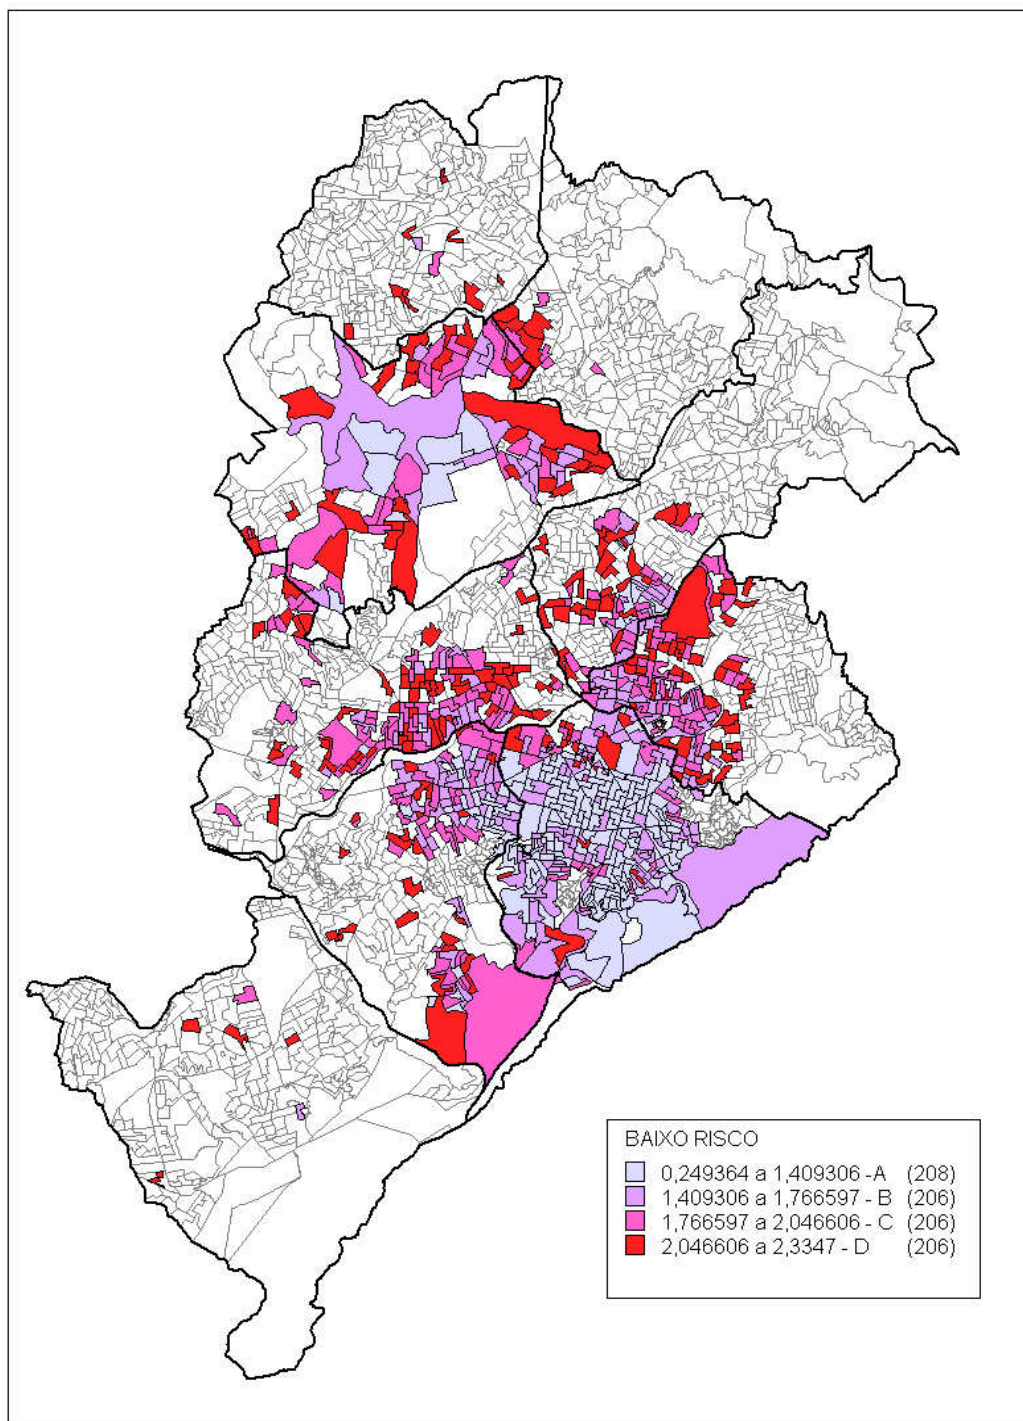 BAIXO RISCO
0,249364 a 1,409306 -A (208)
1,409306 a 1,766597 - B (206)
1,766597 a 2,046606 - C (206)
2,046606 a 2,3347 - D (206)